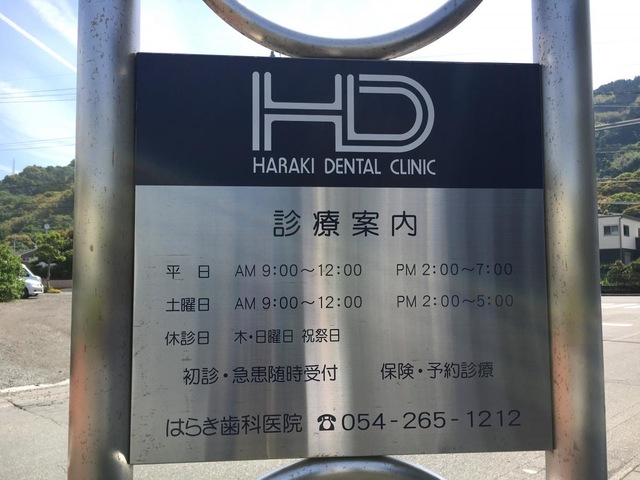 HD
HARAKI DENTAL CLINIC
診療案内
平 日 AM 9:00～12:00 PM 2:00～7:00
土曜日 AM 9:00～12:00 PM 2:00～5:00
休診日 木・日曜日 祝祭日
初診・急患随時受付 保険・予約診療
はらき歯科医院 ☎054-265-1212